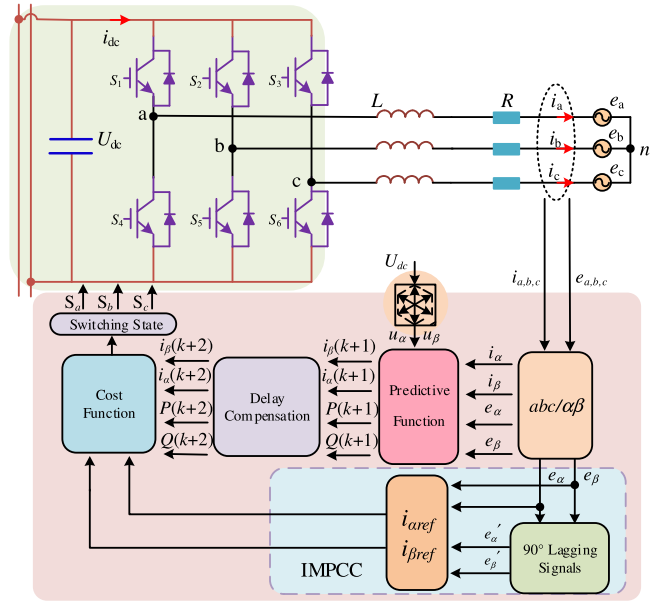 i_dc
S_1
S_2
S_3
U_dc
a
b
c
S_4
S_5
S_6
L
R
i_a
i_b
i_c
e_a
e_b
e_c
n
i_a,b,c
e_a,b,c
S_a
S_b
S_c
Switching State
U_dc
u_α
u_β
Cost
Function
i_β(k+2)
i_α(k+2)
P(k+2)
Q(k+2)
Delay
Compensation
i_β(k+1)
i_α(k+1)
P(k+1)
Q(k+1)
Predictive
Function
i_α
i_β
e_α
e_β
abc/αβ
e_α
e_β
i_αref
i_βref
e_α′
e_β′
90° Lagging
Signals
IMPCC